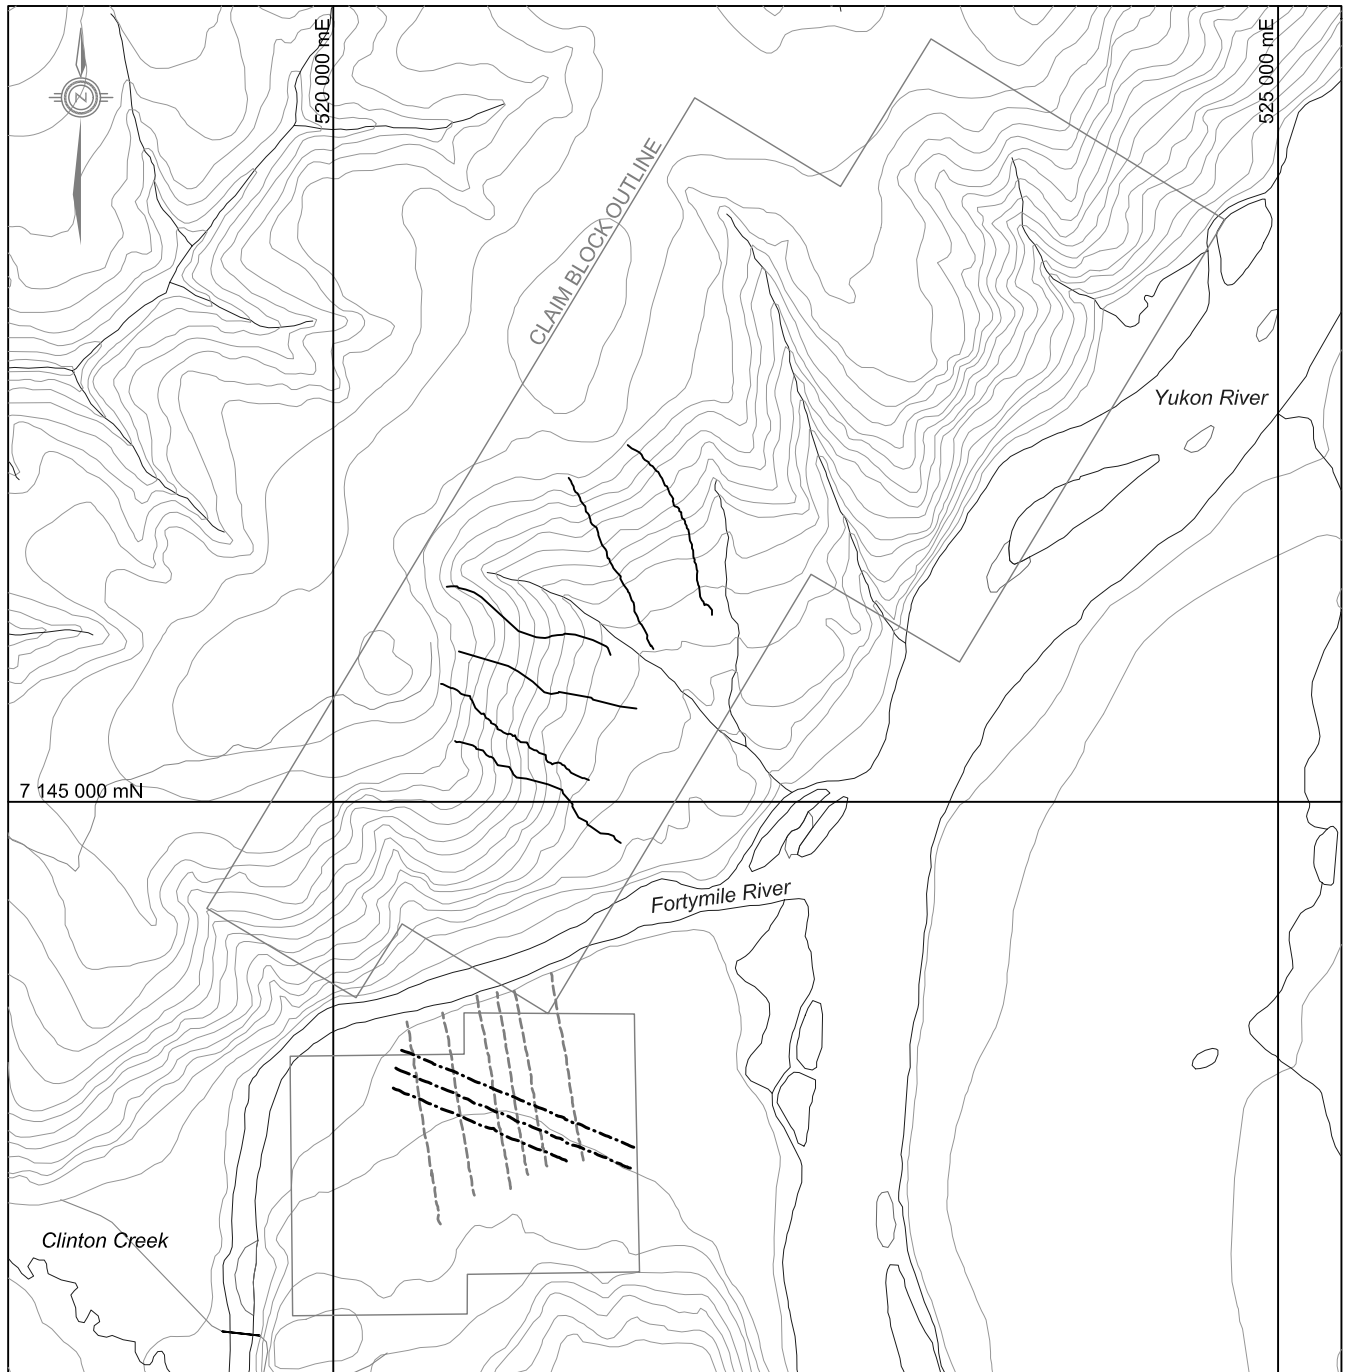 520 000 mE
525 000 mE
CLAIM BLOCK OUTLINE
N
Yukon River
7 145 000 mN
Fortymile River
Clinton Creek